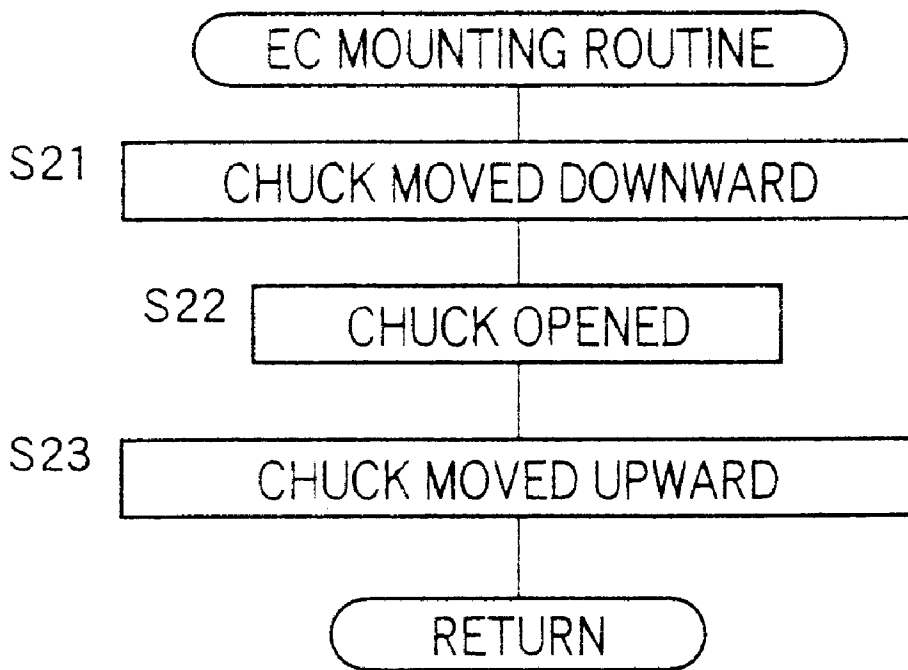 EC MOUNTING ROUTINE
S21
CHUCK MOVED DOWNWARD
S22
CHUCK OPENED
S23
CHUCK MOVED UPWARD
RETURN